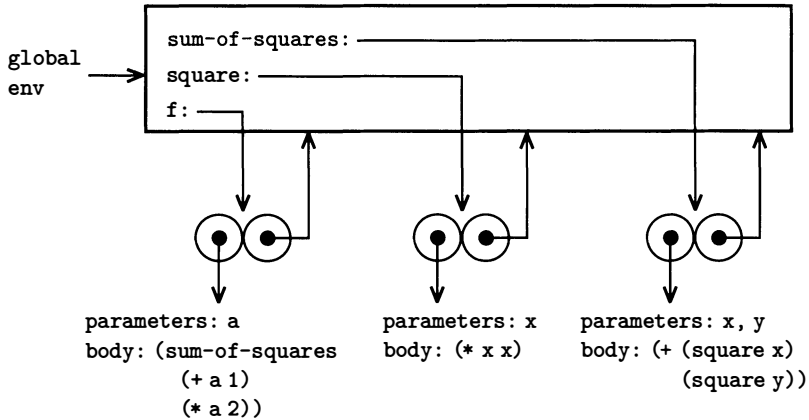 sum-of-squares:
global
env
square:
f:
parameters: a
body: (sum-of-squares
(+ a 1)
(* a 2))
parameters: x
body: (* x x)
parameters: x, y
body: (+ (square x)
(square y))